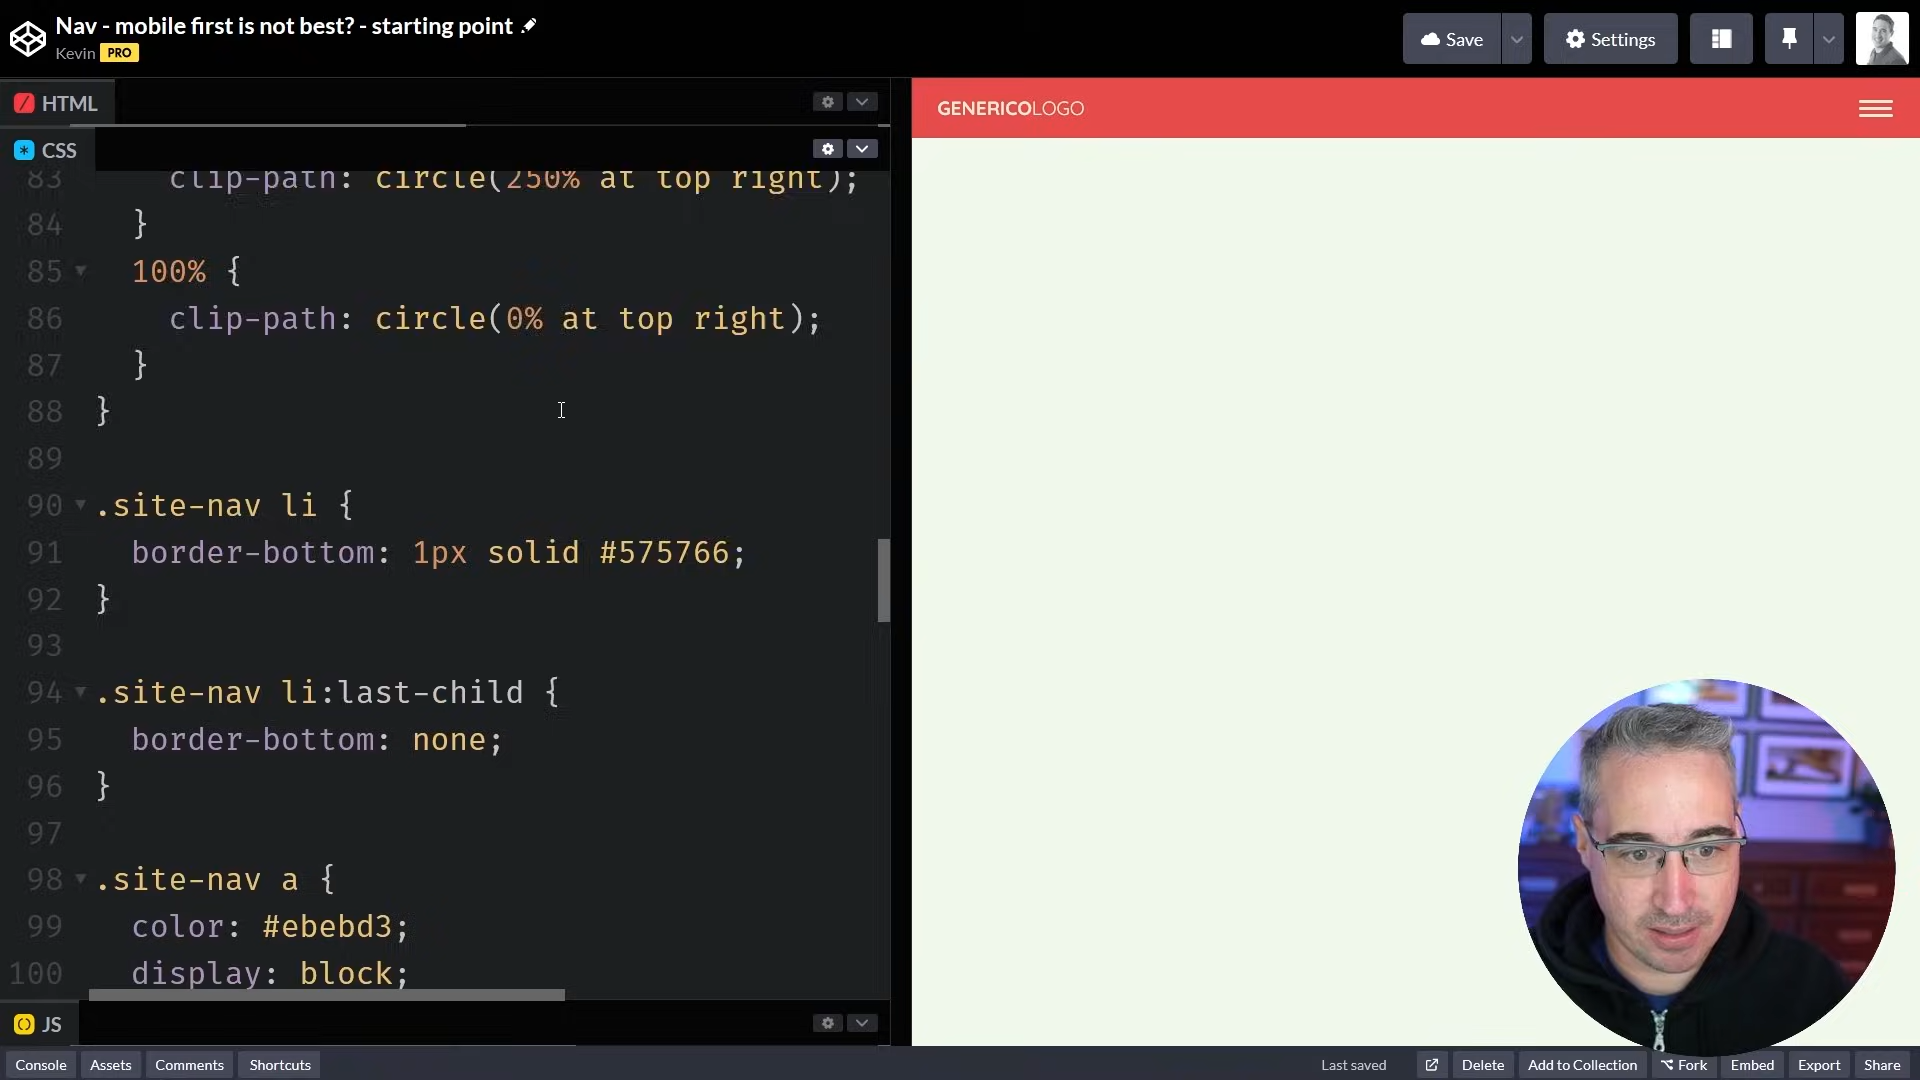 Nav - mobile first is not best? - starting point
Kevin PRO
Save
Settings
HTML
CSS
83 clip-path: circle(250% at top right);
84 }
85 100% {
86 clip-path: circle(0% at top right);
87 }
88 }
89
90 .site-nav li {
91 border-bottom: 1px solid #575766;
92 }
93
94 .site-nav li:last-child {
95 border-bottom: none;
96 }
97
98 .site-nav a {
99 color: #ebebd3;
100 display: block;
JS
GENERICOLOGO
Console Assets Comments Shortcuts Last saved Delete Add to Collection Fork Embed Export Share